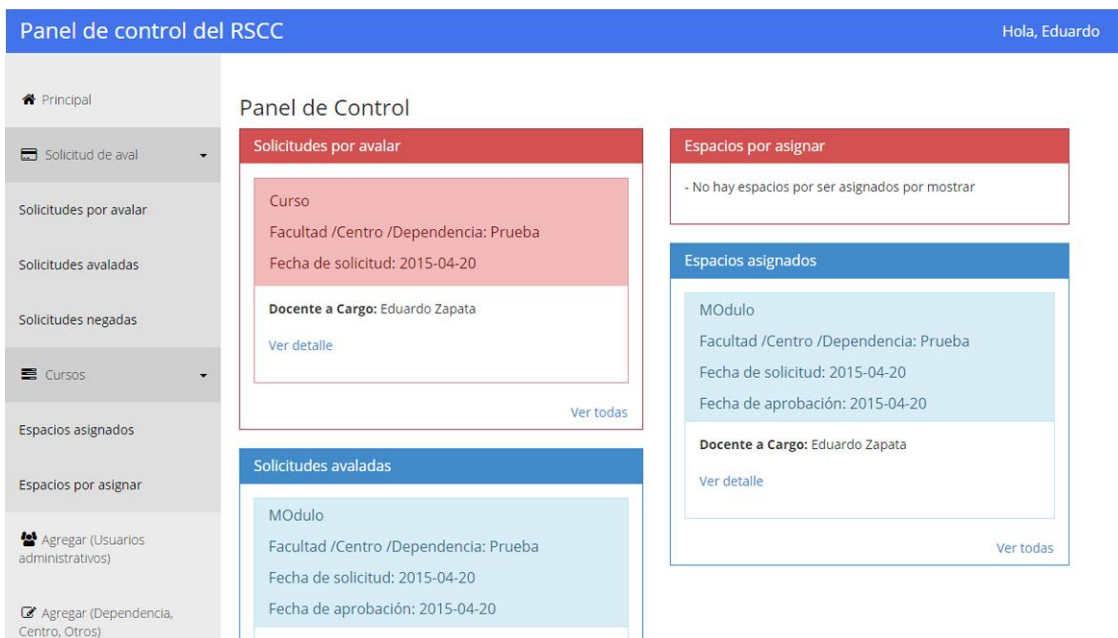 Panel de control del RSCC
Hola, Eduardo
Principal
Solicitud de aval
Solicitudes por avalar
Solicitudes avaladas
Solicitudes negadas
Cursos
Espacios asignados
Espacios por asignar
Agregar (Usuarios
administrativos)
Agregar (Dependencia,
Centro, Otros)
Panel de Control
Solicitudes por avalar
Curso
Facultad /Centro /Dependencia: Prueba
Fecha de solicitud: 2015-04-20
Docente a Cargo: Eduardo Zapata
Ver detalle
Ver todas
Solicitudes avaladas
MOdulo
Facultad /Centro /Dependencia: Prueba
Fecha de solicitud: 2015-04-20
Fecha de aprobación: 2015-04-20
Espacios por asignar
- No hay espacios por ser asignados por mostrar
Espacios asignados
MOdulo
Facultad /Centro /Dependencia: Prueba
Fecha de solicitud: 2015-04-20
Fecha de aprobación: 2015-04-20
Docente a Cargo: Eduardo Zapata
Ver detalle
Ver todas